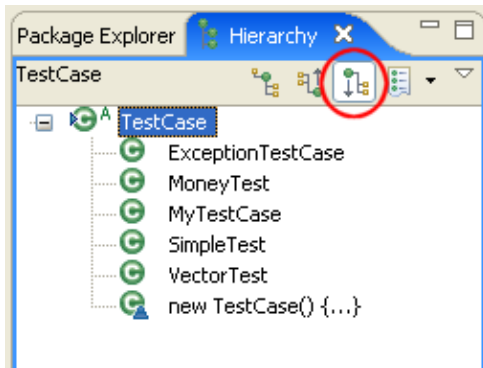 Package Explorer Hierarchy
TestCase
A TestCase
C ExceptionTestCase
C MoneyTest
C MyTestCase
C SimpleTest
C VectorTest
C new TestCase() {...}